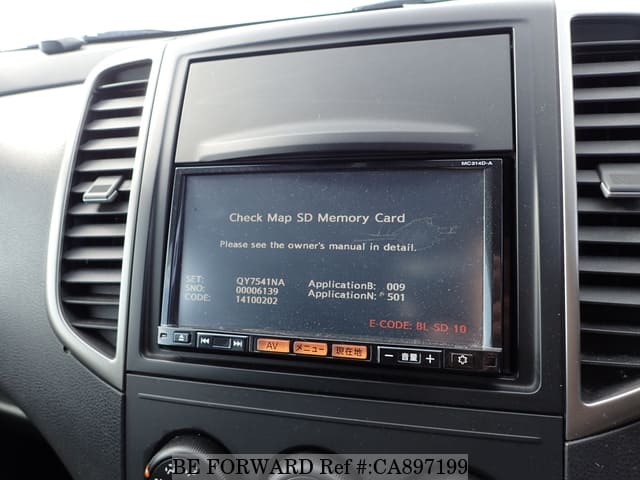 MC314D-A
Check Map SD Memory Card
Please see the owner's manual in detail.
SET: QY7541NA ApplicationB: 009
SNO: 00006139 ApplicationN: 501
CODE: 14100202
E-CODE: BL-SD-10
AV メニュー 現在地 − 音量 +
BE FORWARD Ref #:CA897199